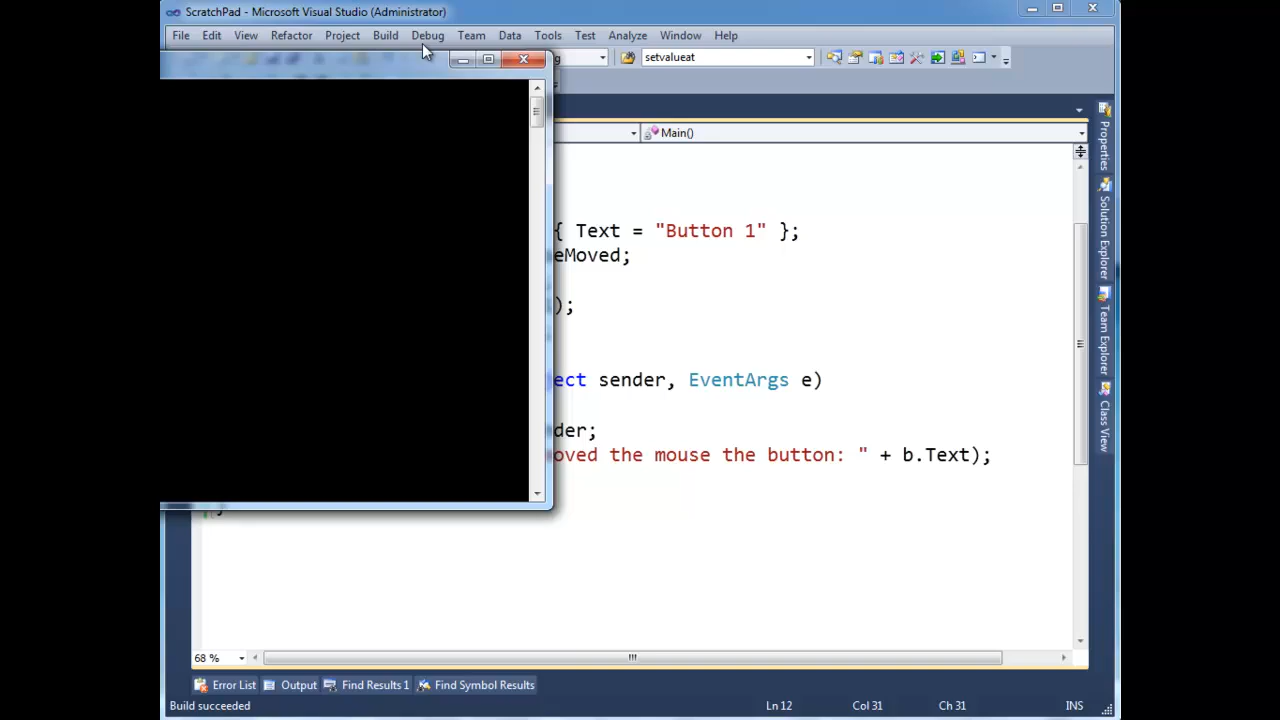 ScratchPad - Microsoft Visual Studio (Administrator)
File Edit View Refactor Project Build Debug Team Data Tools Test Analyze Window Help
g setvalueat
Main()
{ Text = "Button 1" };
eMoved;
);
ect sender, EventArgs e)
der;
oved the mouse the button: " + b.Text);
}
68 %
Error List Output Find Results 1 Find Symbol Results
Build succeeded Ln 12 Col 31 Ch 31 INS
Properties
Solution Explorer
Team Explorer
Class View